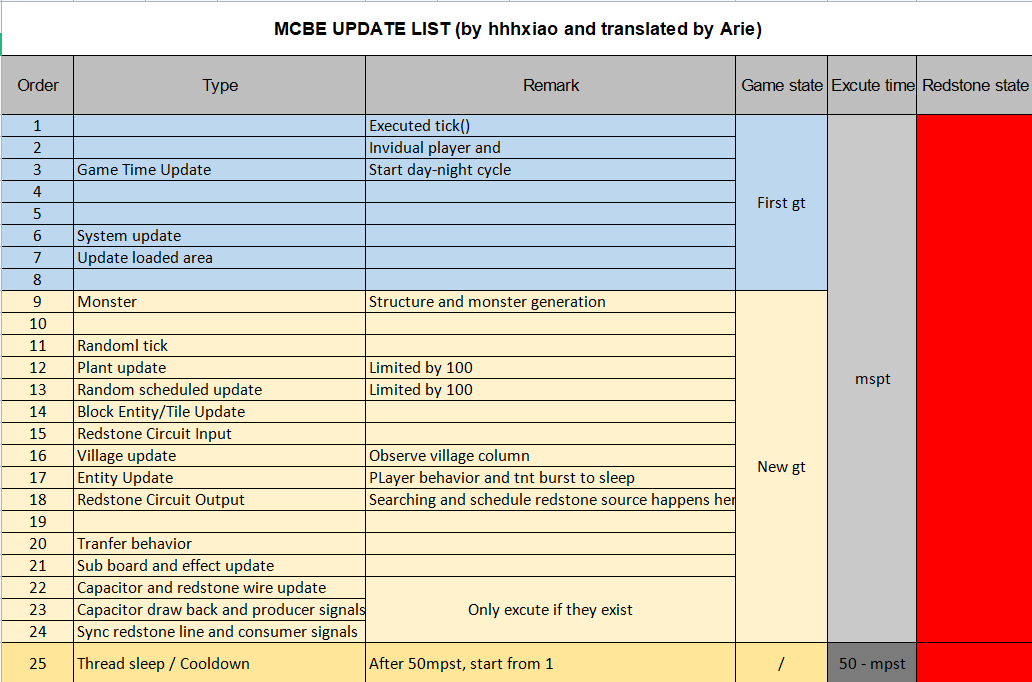 MCBE UPDATE LIST (by hhhxiao and translated by Arie)
Order Type Remark Game state Excute time Redstone state
1 Executed tick()
2 Invidual player and
3 Game Time Update Start day-night cycle
4
5
First gt
6 System update
7 Update loaded area
8
9 Monster Structure and monster generation
10
11 Randoml tick
12 Plant update Limited by 100
13 Random scheduled update Limited by 100
mspt
14 Block Entity/Tile Update
15 Redstone Circuit Input
16 Village update Observe village column
New gt
17 Entity Update PLayer behavior and tnt burst to sleep
18 Redstone Circuit Output Searching and schedule redstone source happens her
19
20 Tranfer behavior
21 Sub board and effect update
22 Capacitor and redstone wire update
23 Capacitor draw back and producer signals Only excute if they exist
24 Sync redstone line and consumer signals
25 Thread sleep / Cooldown After 50mpst, start from 1 / 50 - mpst